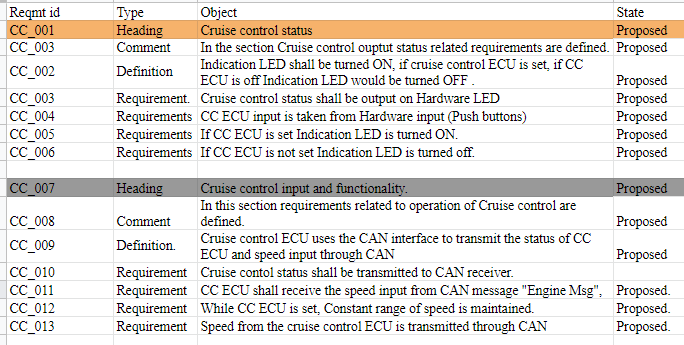 Reqmt id Type Object State
CC_001 Heading Cruise control status Proposed
CC_003 Comment In the section Cruise control ouptut status related requirements are defined. Proposed
CC_002 Definition Indication LED shall be turned ON, if cruise control ECU is set, if CC
ECU is off Indication LED would be turned OFF . Proposed
CC_003 Requirement. Cruise control status shall be output on Hardware LED Proposed
CC_004 Requirements CC ECU input is taken from Hardware input (Push buttons) Proposed
CC_005 Requirements If CC ECU is set Indication LED is turned ON. Proposed
CC_006 Requirements If CC ECU is not set Indication LED is turned off. Proposed
CC_007 Heading Cruise control input and functionality. Proposed
CC_008 Comment In this section requirements related to operation of Cruise control are
defined. Proposed
CC_009 Definition. Cruise control ECU uses the CAN interface to transmit the status of CC
ECU and speed input through CAN Proposed
CC_010 Requirement Cruise contol status shall be transmitted to CAN receiver. Proposed
CC_011 Requirement CC ECU shall receive the speed input from CAN message "Engine Msg", Proposed.
CC_012 Requirement While CC ECU is set, Constant range of speed is maintained. Proposed.
CC_013 Requirement Speed from the cruise control ECU is transmitted through CAN Proposed.